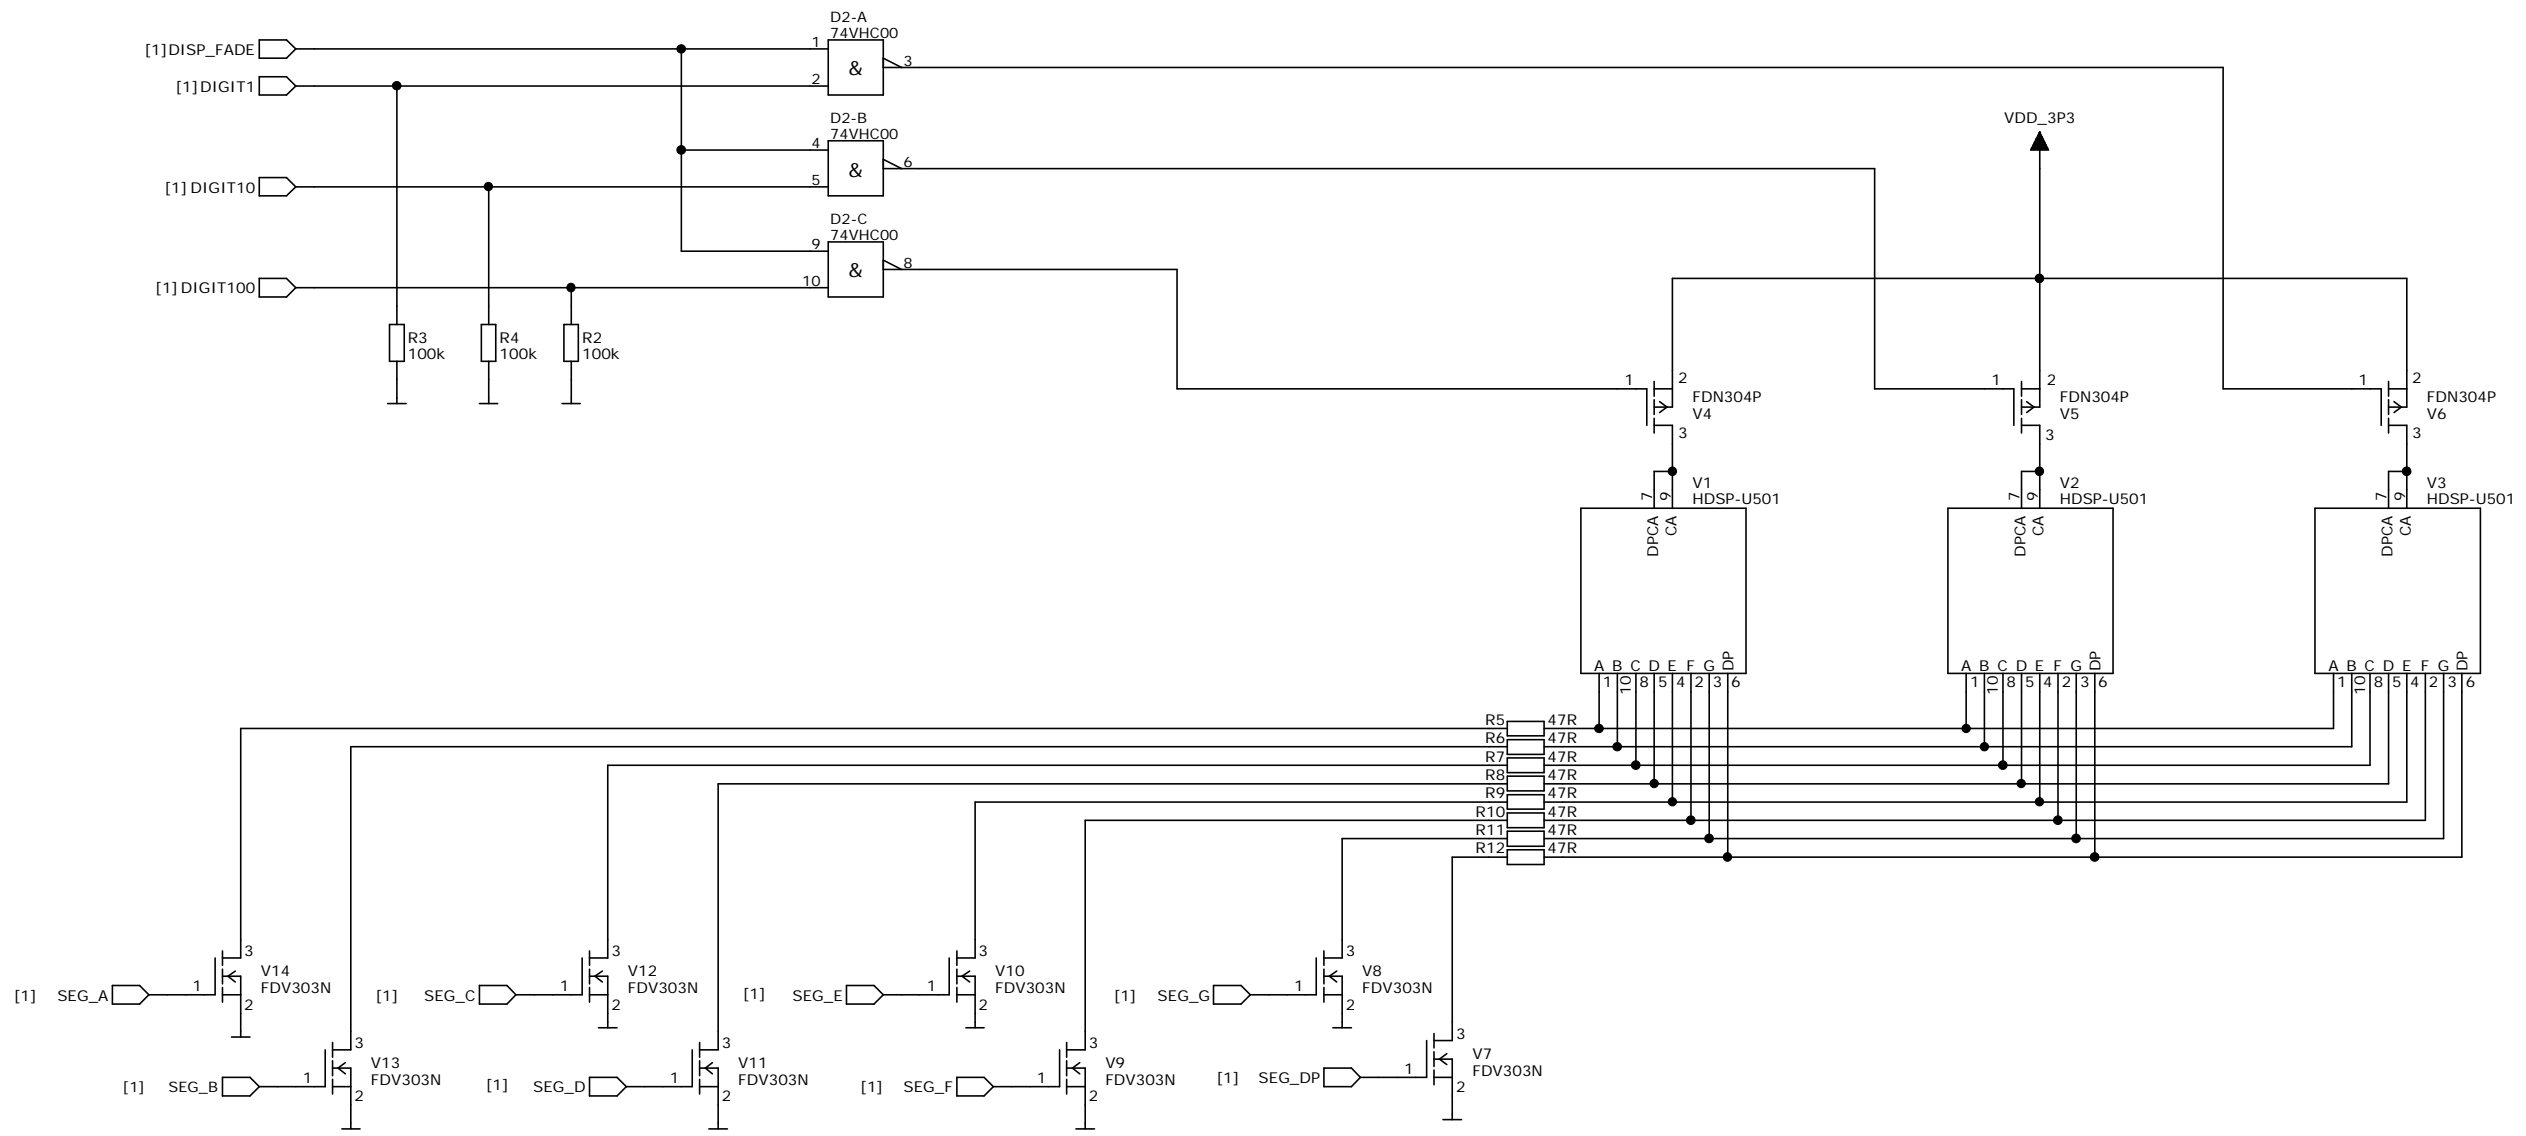 D2-A
74VHC00
[1]DISP_FADE
1
&
3
[1]DIGIT1
2
D2-B
74VHC00
4
&
6
[1]DIGIT10
5
D2-C
74VHC00
9
&
8
[1]DIGIT100
10
R3
100k
R4
100k
R2
100k
VDD_3P3
1
2
FDN304P
V4
3
1
2
FDN304P
V5
3
1
2
FDN304P
V6
3
V1
HDSP-U501
7
9
DPCA
CA
A B C D E F G DP
1 10 8 5 4 2 3 6
V2
HDSP-U501
7
9
DPCA
CA
A B C D E F G DP
1 10 8 5 4 2 3 6
V3
HDSP-U501
7
9
DPCA
CA
A B C D E F G DP
1 10 8 5 4 2 3 6
R5 47R
R6 47R
R7 47R
R8 47R
R9 47R
R10 47R
R11 47R
R12 47R
[1] SEG_A
1
3
V14
FDV303N
2
[1] SEG_C
1
3
V12
FDV303N
2
[1] SEG_E
1
3
V10
FDV303N
2
[1] SEG_G
1
3
V8
FDV303N
2
[1] SEG_B
1
3
V13
FDV303N
2
[1] SEG_D
1
3
V11
FDV303N
2
[1] SEG_F
1
3
V9
FDV303N
2
[1] SEG_DP
1
3
V7
FDV303N
2